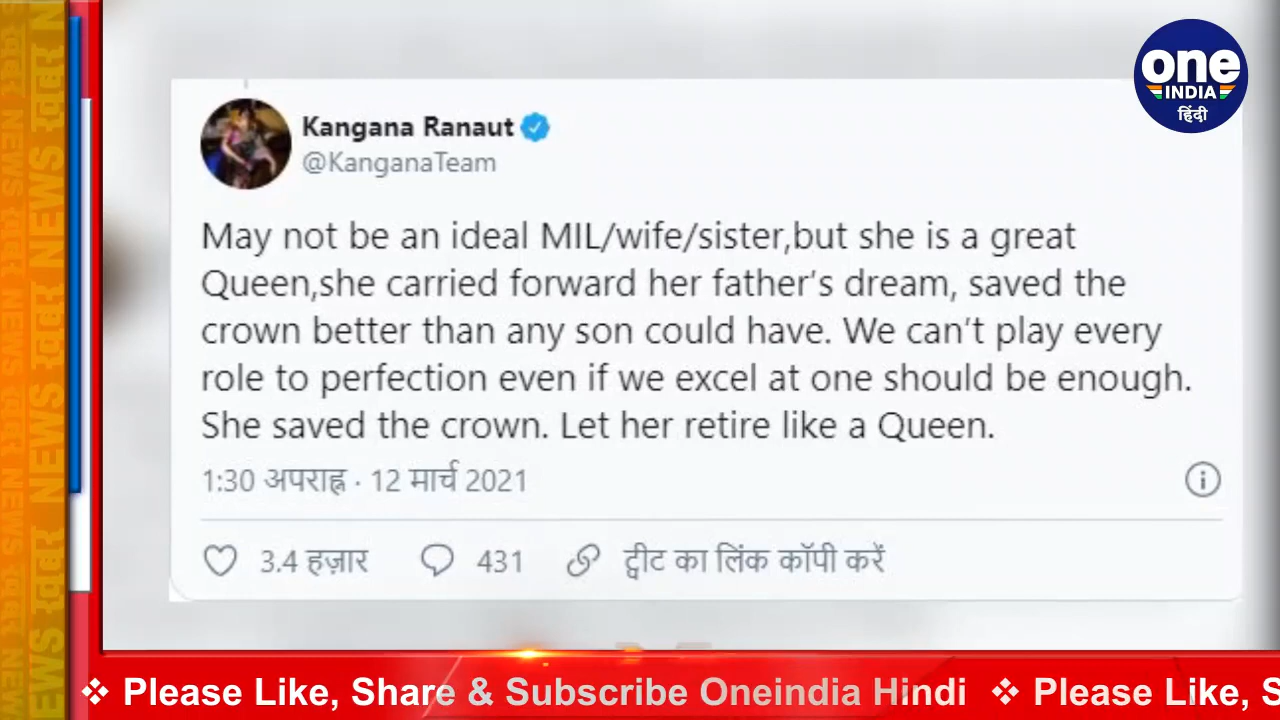 one
INDIA
हिंदी
Kangana Ranaut
@KanganaTeam
May not be an ideal MIL/wife/sister,but she is a great
Queen,she carried forward her father's dream, saved the
crown better than any son could have. We can't play every
role to perfection even if we excel at one should be enough.
She saved the crown. Let her retire like a Queen.
1:30 अपराह्न · 12 मार्च 2021
3.4 हज़ार 431 ट्वीट का लिंक कॉपी करें
NEWS खबर NEWS खबर N
❖ Please Like, Share & Subscribe Oneindia Hindi ❖ Please Like, S